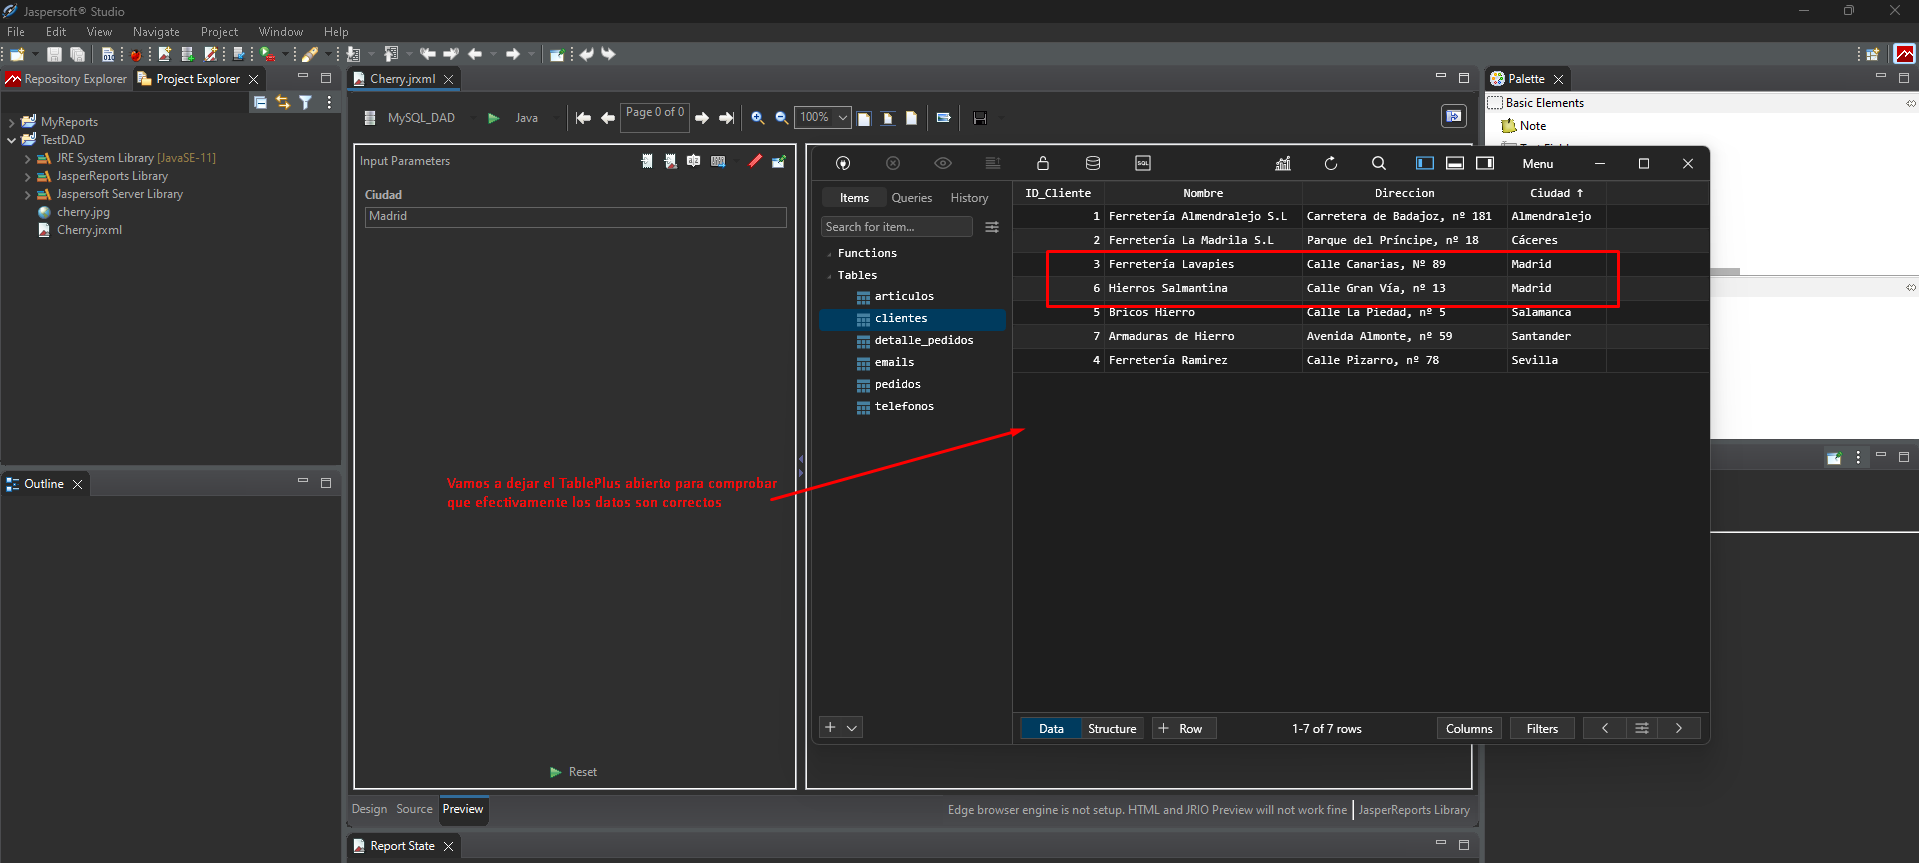 Jaspersoft® Studio
File Edit View Navigate Project Window Help
Repository Explorer Project Explorer
MyReports
TestDAD
JRE System Library [JavaSE-11]
JasperReports Library
Jaspersoft Server Library
cherry.jpg
Cherry.jrxml
Outline
Cherry.jrxml
MySQL_DAD Java Page 0 of 0 100%
Input Parameters
Ciudad
Madrid
Vamos a dejar el TablePlus abierto para comprobar
que efectivamente los datos son correctos
Reset
Design Source Preview
Edge browser engine is not setup. HTML and JRIO Preview will not work fine JasperReports Library
Report State
SQL Menu
Items Queries History
Search for item...
Functions
Tables
articulos
clientes
detalle_pedidos
emails
pedidos
telefonos
ID_Cliente Nombre Direccion Ciudad ↑
1 Ferretería Almendralejo S.L Carretera de Badajoz, nº 181 Almendralejo
2 Ferretería La Madrila S.L Parque del Príncipe, nº 18 Cáceres
3 Ferretería Lavapies Calle Canarias, Nº 89 Madrid
6 Hierros Salmantina Calle Gran Vía, nº 13 Madrid
5 Bricos Hierro Calle La Piedad, nº 5 Salamanca
7 Armaduras de Hierro Avenida Almonte, nº 59 Santander
4 Ferretería Ramirez Calle Pizarro, nº 78 Sevilla
Data Structure + Row 1-7 of 7 rows Columns Filters
Palette
Basic Elements
Note